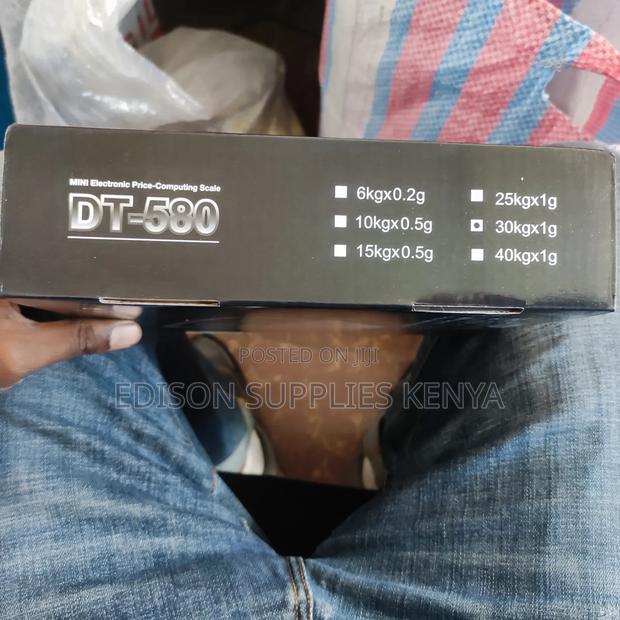 MINI Electronic Price-Computing Scale
DT-580
6kgx0.2g
10kgx0.5g
15kgx0.5g
25kgx1g
30kgx1g
40kgx1g
POSTED ON JIJI
EDISON SUPPLIES KENYA